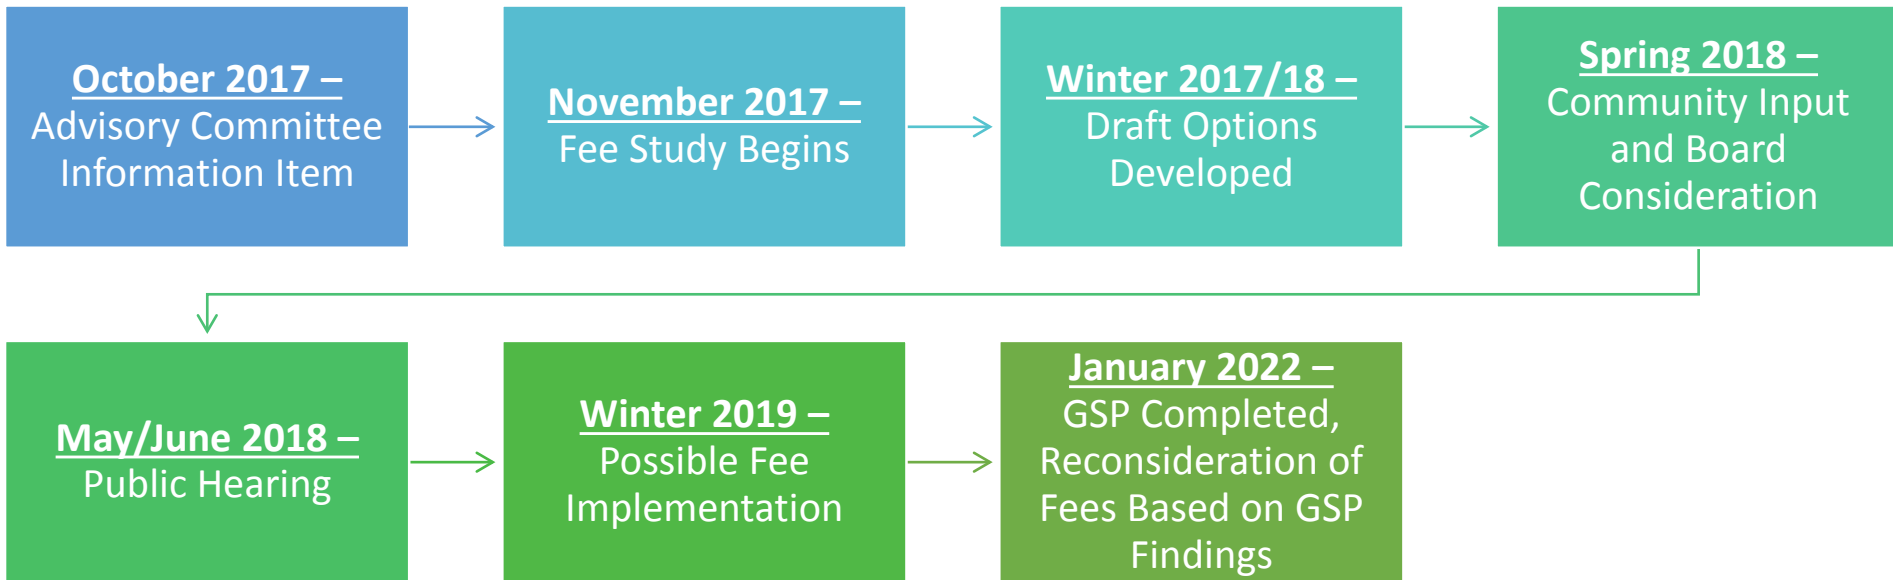 October 2017 –
Advisory Committee
Information Item
November 2017 –
Fee Study Begins
Winter 2017/18 –
Draft Options
Developed
Spring 2018 –
Community Input
and Board
Consideration
May/June 2018 –
Public Hearing
Winter 2019 –
Possible Fee
Implementation
January 2022 –
GSP Completed,
Reconsideration of
Fees Based on GSP
Findings